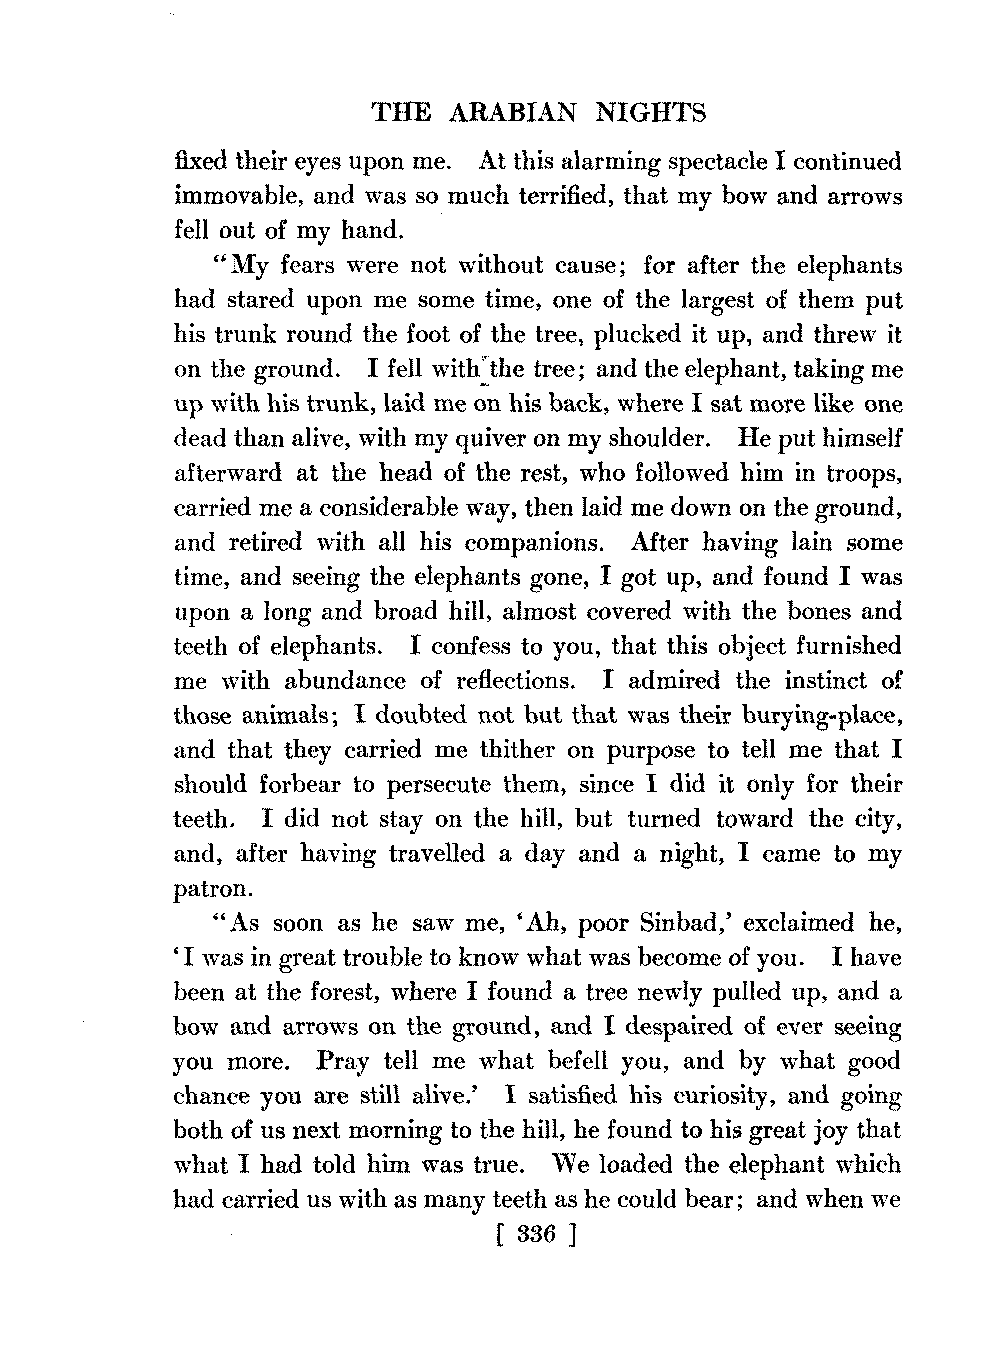 THE ARABIAN NIGHTS
fixed their eyes upon me. At this alarming spectacle I continued
immovable, and was so much terrified, that my bow and arrows
fell out of my hand.
“My fears were not without cause; for after the elephants
had stared upon me some time, one of the largest of them put
his trunk round the foot of the tree, plucked it up, and threw it
on the ground. I fell with the tree; and the elephant, taking me
up with his trunk, laid me on his back, where I sat more like one
dead than alive, with my quiver on my shoulder. He put himself
afterward at the head of the rest, who followed him in troops,
carried me a considerable way, then laid me down on the ground,
and retired with all his companions. After having lain some
time, and seeing the elephants gone, I got up, and found I was
upon a long and broad hill, almost covered with the bones and
teeth of elephants. I confess to you, that this object furnished
me with abundance of reflections. I admired the instinct of
those animals; I doubted not but that was their burying-place,
and that they carried me thither on purpose to tell me that I
should forbear to persecute them, since I did it only for their
teeth. I did not stay on the hill, but turned toward the city,
and, after having travelled a day and a night, I came to my
patron.
“As soon as he saw me, ‘Ah, poor Sinbad,’ exclaimed he,
‘I was in great trouble to know what was become of you. I have
been at the forest, where I found a tree newly pulled up, and a
bow and arrows on the ground, and I despaired of ever seeing
you more. Pray tell me what befell you, and by what good
chance you are still alive.’ I satisfied his curiosity, and going
both of us next morning to the hill, he found to his great joy that
what I had told him was true. We loaded the elephant which
had carried us with as many teeth as he could bear; and when we
[ 336 ]